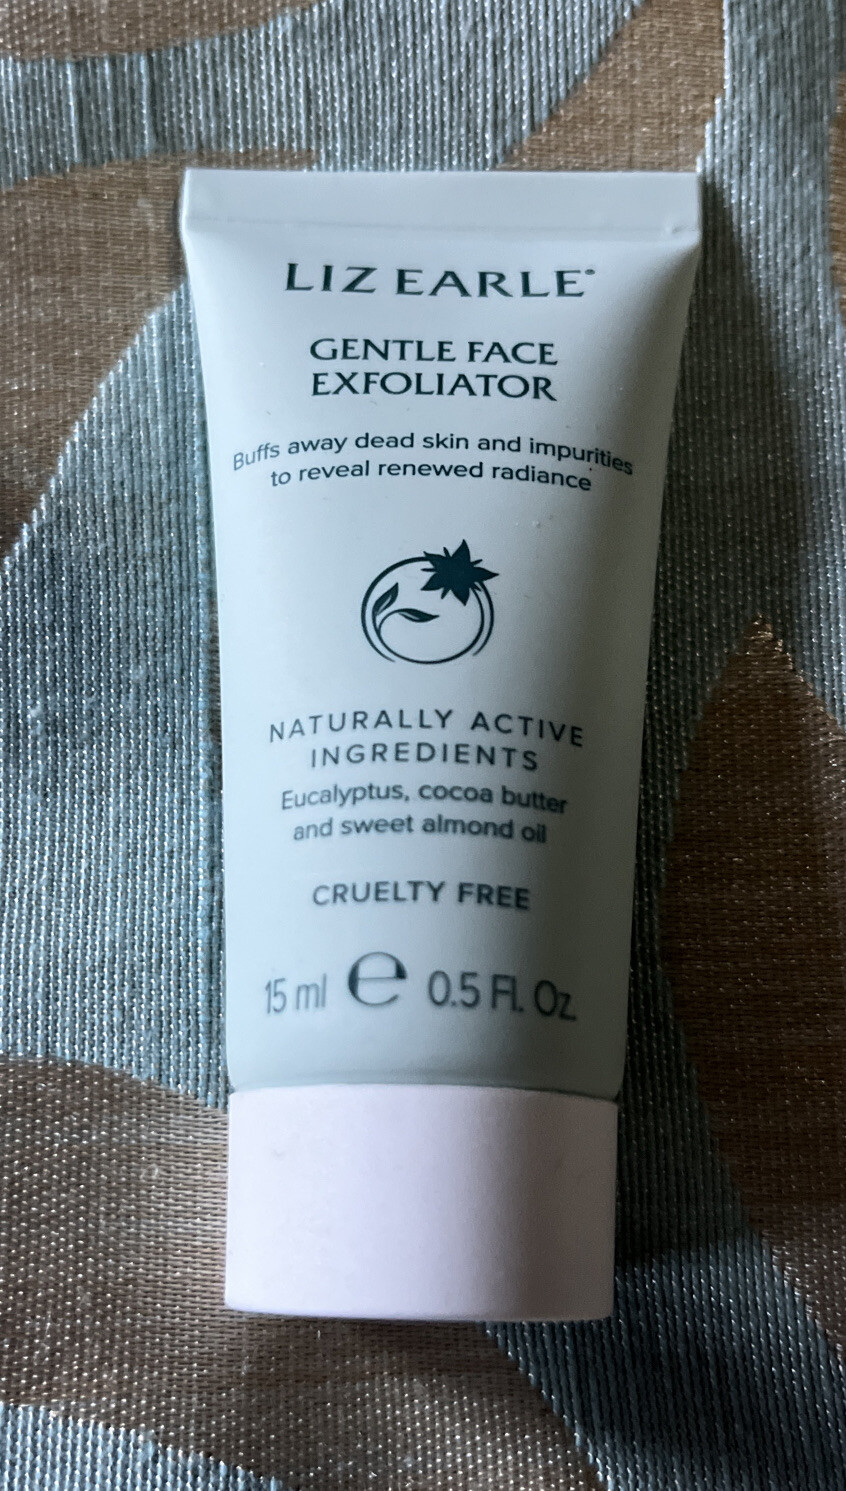 LIZ EARLE®
GENTLE FACE
EXFOLIATOR
Buffs away dead skin and impurities
to reveal renewed radiance
NATURALLY ACTIVE
INGREDIENTS
Eucalyptus, cocoa butter
and sweet almond oil
CRUELTY FREE
15 ml ℮ 0.5 Fl. Oz.